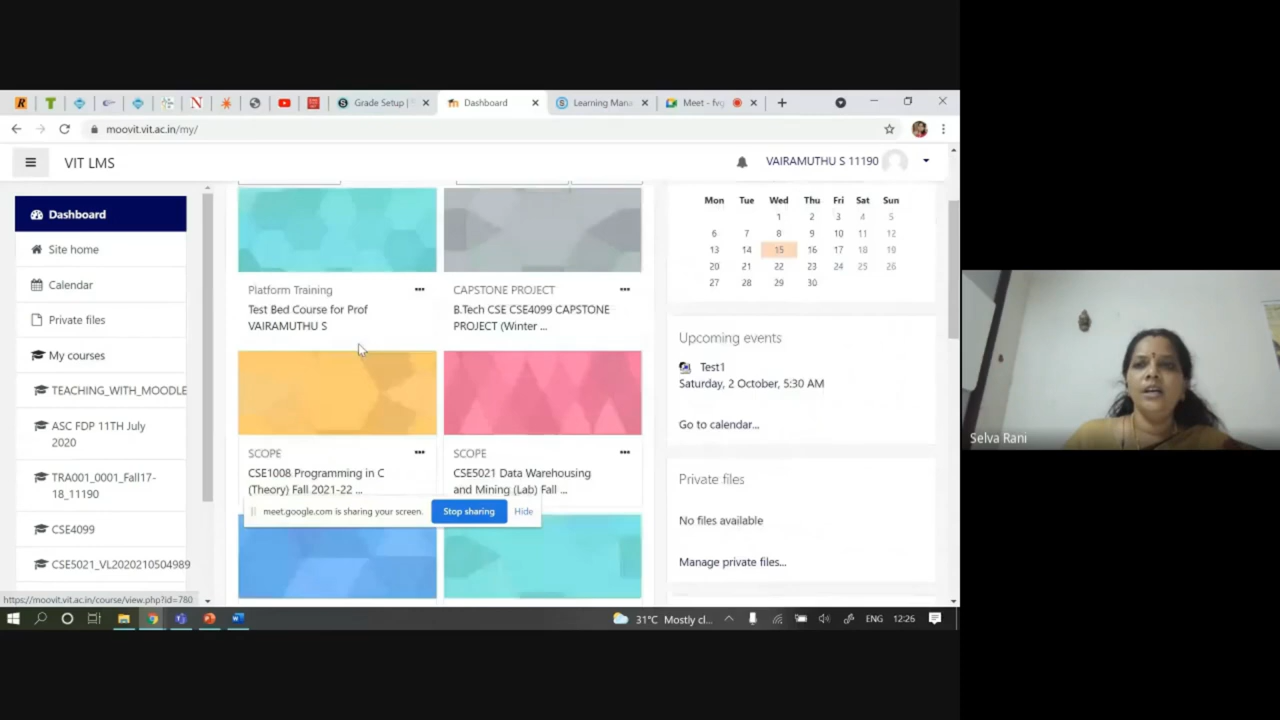 Grade Setup |
Dashboard
Learning Mana
Meet - fvg
moovit.vit.ac.in/my/
VIT LMS
VAIRAMUTHU S 11190
Dashboard
Site home
Calendar
Private files
My courses
TEACHING_WITH_MOODLE
ASC FDP 11TH July
2020
TRA001_0001_Fall17-
18_11190
CSE4099
CSE5021_VL2020210504989
https://moovit.vit.ac.in/course/view.php?id=780
Platform Training
Test Bed Course for Prof
VAIRAMUTHU S
CAPSTONE PROJECT
B.Tech CSE CSE4099 CAPSTONE
PROJECT (Winter ...
SCOPE
CSE1008 Programming in C
(Theory) Fall 2021-22 ...
SCOPE
CSE5021 Data Warehousing
and Mining (Lab) Fall ...
meet.google.com is sharing your screen.
Stop sharing
Hide
Mon Tue Wed Thu Fri Sat Sun
1 2 3 4 5
6 7 8 9 10 11 12
13 14 15 16 17 18 19
20 21 22 23 24 25 26
27 28 29 30
Upcoming events
Test1
Saturday, 2 October, 5:30 AM
Go to calendar...
Private files
No files available
Manage private files...
31°C Mostly cl...
ENG
12:26
Selva Rani